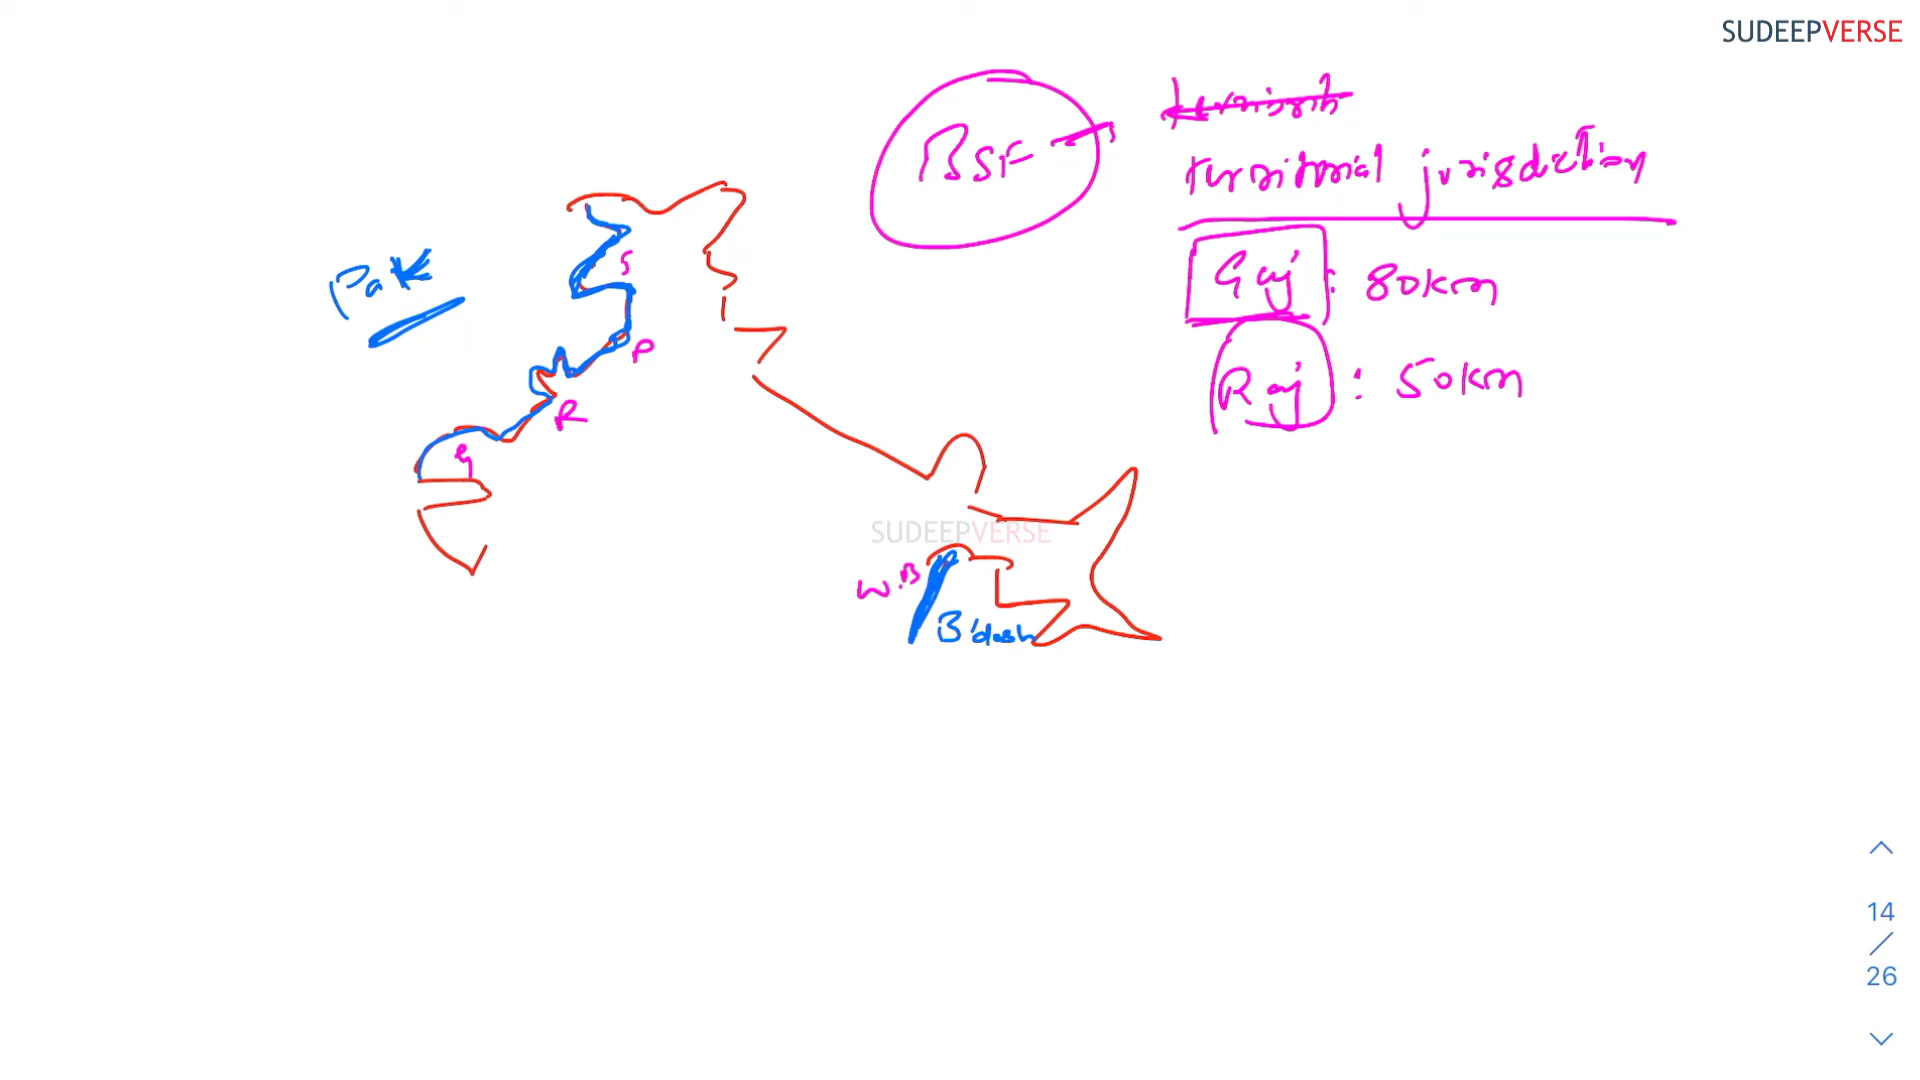 SUDEEPVERSE
BSF
territorial jurisdiction
Guj : 80km
Raj : 50km
Pak
S
P
R
G
SUDEEPVERSE
W.B
B'desh
14
/
26